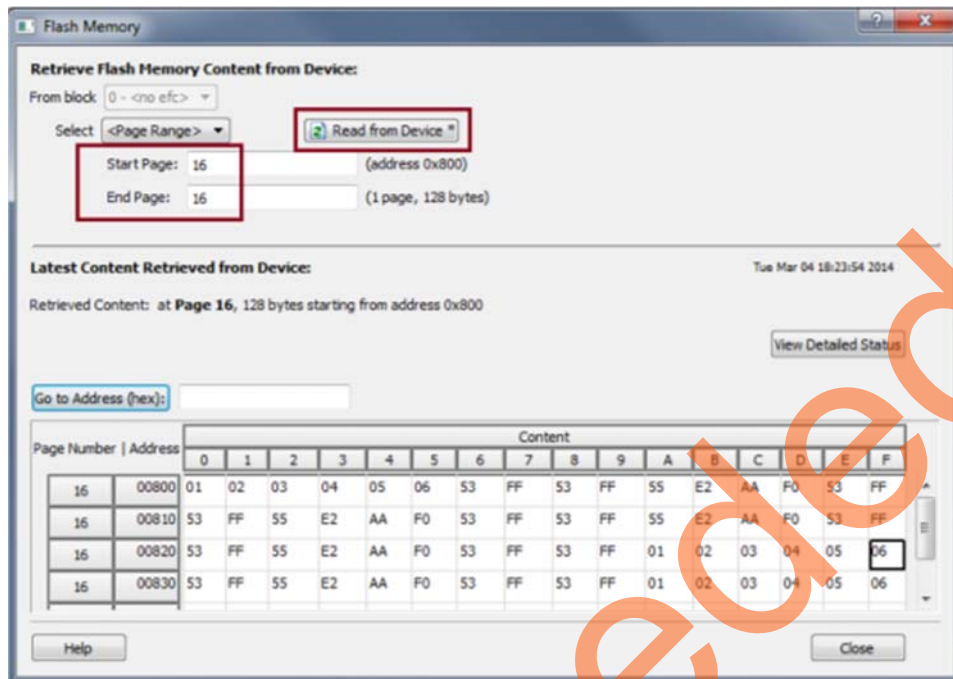 Flash Memory
Retrieve Flash Memory Content from Device:
From block 0 - <no efc>
Select <Page Range> Read from Device *
Start Page: 16 (address 0x800)
End Page: 16 (1 page, 128 bytes)
Latest Content Retrieved from Device: Tue Mar 04 18:23:54 2014
Retrieved Content: at Page 16, 128 bytes starting from address 0x800
View Detailed Status
Go to Address (hex):
Content
Page Number | Address
0 1 2 3 4 5 6 7 8 9 A B C D E F
16 00800 01 02 03 04 05 06 53 FF 53 FF 55 E2 AA F0 53 FF
16 00810 53 FF 55 E2 AA F0 53 FF 53 FF 55 E2 AA F0 53 FF
16 00820 53 FF 55 E2 AA F0 53 FF 53 FF 01 02 03 04 05 06
16 00830 53 FF 55 E2 AA F0 53 FF 53 FF 01 02 03 04 05 06
Help Close
eded